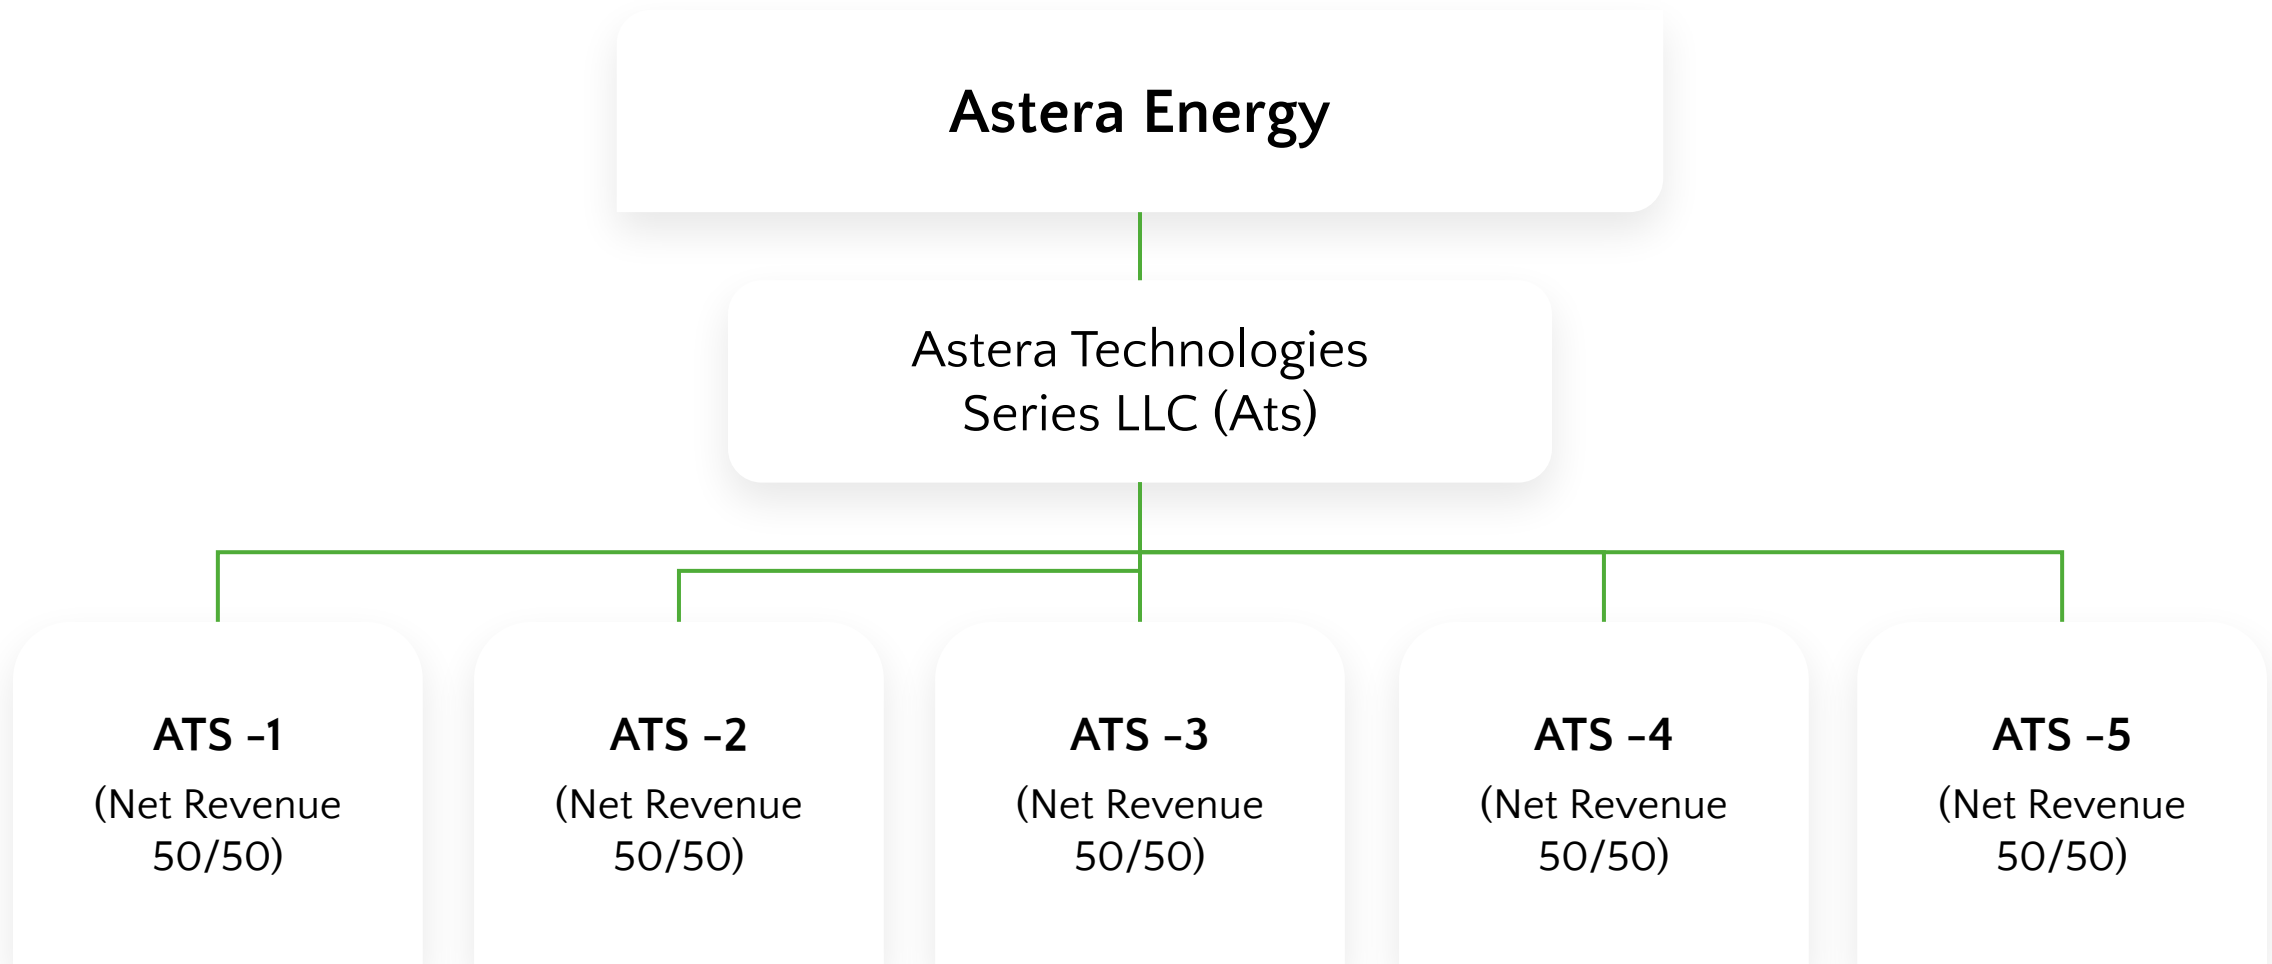 Astera Energy
Astera Technologies
Series LLC (Ats)
ATS –1
(Net Revenue
50/50)
ATS –2
(Net Revenue
50/50)
ATS –3
(Net Revenue
50/50)
ATS –4
(Net Revenue
50/50)
ATS –5
(Net Revenue
50/50)